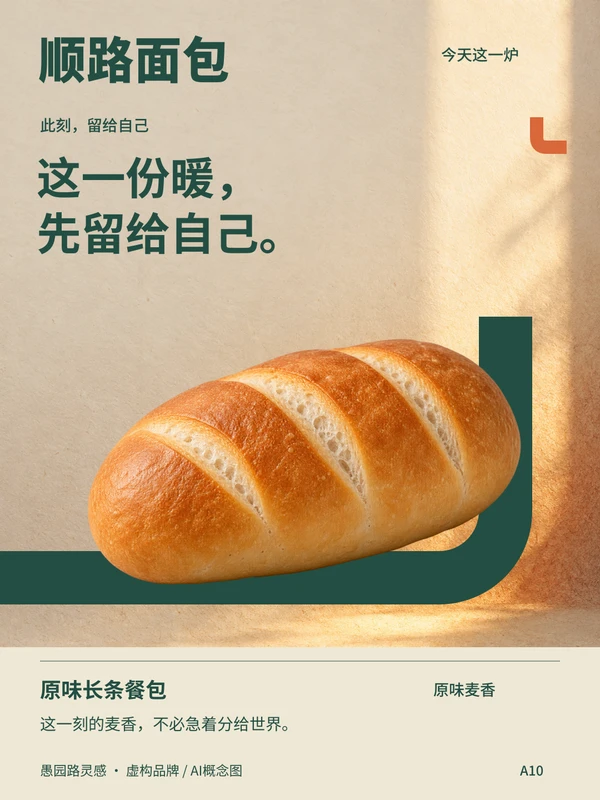 顺路面包
今天这一炉
此刻，留给自己
这一份暖，
先留给自己。
原味长条餐包
原味麦香
这一刻的麦香，不必急着分给世界。
愚园路灵感 · 虚构品牌 / AI概念图
A10